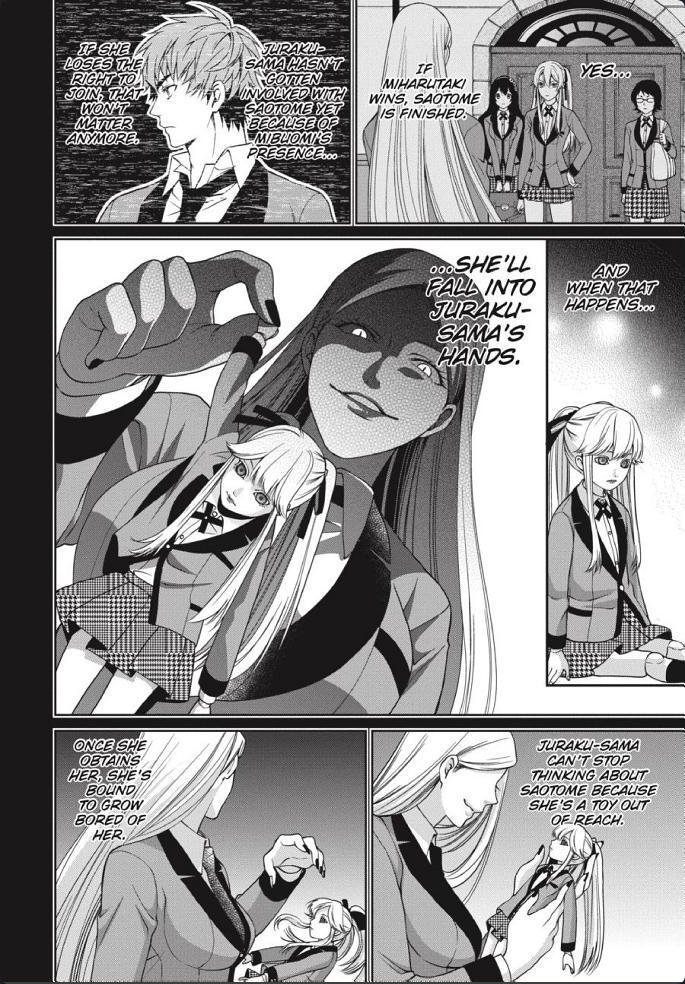 YES...
IF
MIHARUTAKI
WINS, SAOTOME
IS FINISHED.
JURAKU-
SAMA HASN'T
GOTTEN
INVOLVED WITH
SAOTOME YET
BECAUSE OF
MIBUOMI'S
PRESENCE...
IF SHE
LOSES THE
RIGHT TO
JOIN, THAT
WON'T
MATTER
ANYMORE.
AND
WHEN THAT
HAPPENS...
...SHE'LL
FALL INTO
JURAKU-
SAMA'S
HANDS.
JURAKU-SAMA
CAN'T STOP
THINKING ABOUT
SAOTOME BECAUSE
SHE'S A TOY OUT
OF REACH.
ONCE SHE
OBTAINS
HER, SHE'S
BOUND
TO GROW
BORED OF
HER.